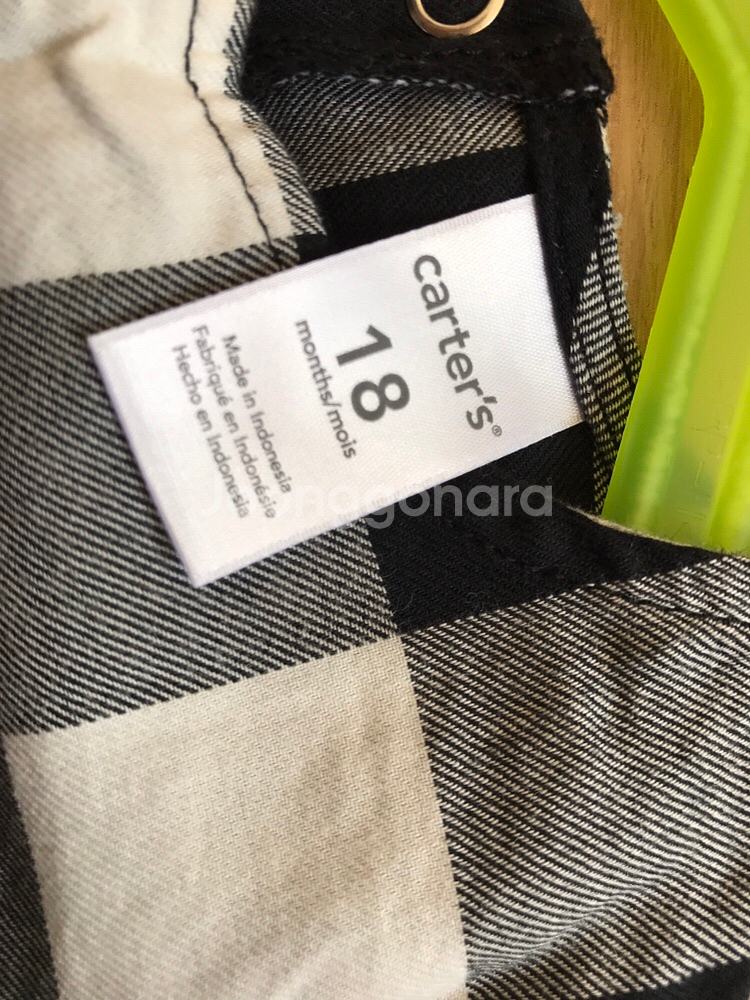 carter's®
18
months/mois
Made in Indonesia
Fabriqué en Indonésie
Hecho en Indonesia